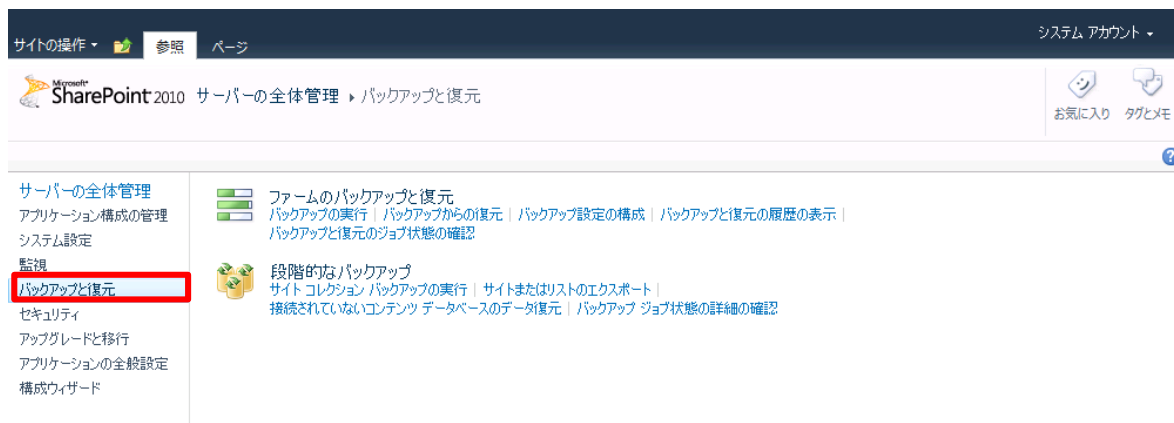 システム アカウント
サイトの操作 参照 ページ
Microsoft SharePoint 2010 サーバーの全体管理 ▸ バックアップと復元
お気に入り タグとメモ
サーバーの全体管理
アプリケーション構成の管理
システム設定
監視
バックアップと復元
セキュリティ
アップグレードと移行
アプリケーションの全般設定
構成ウィザード
ファームのバックアップと復元
バックアップの実行 | バックアップからの復元 | バックアップ設定の構成 | バックアップと復元の履歴の表示 |
バックアップと復元のジョブ状態の確認
段階的なバックアップ
サイト コレクション バックアップの実行 | サイトまたはリストのエクスポート |
接続されていないコンテンツ データベースのデータ復元 | バックアップ ジョブ状態の詳細の確認